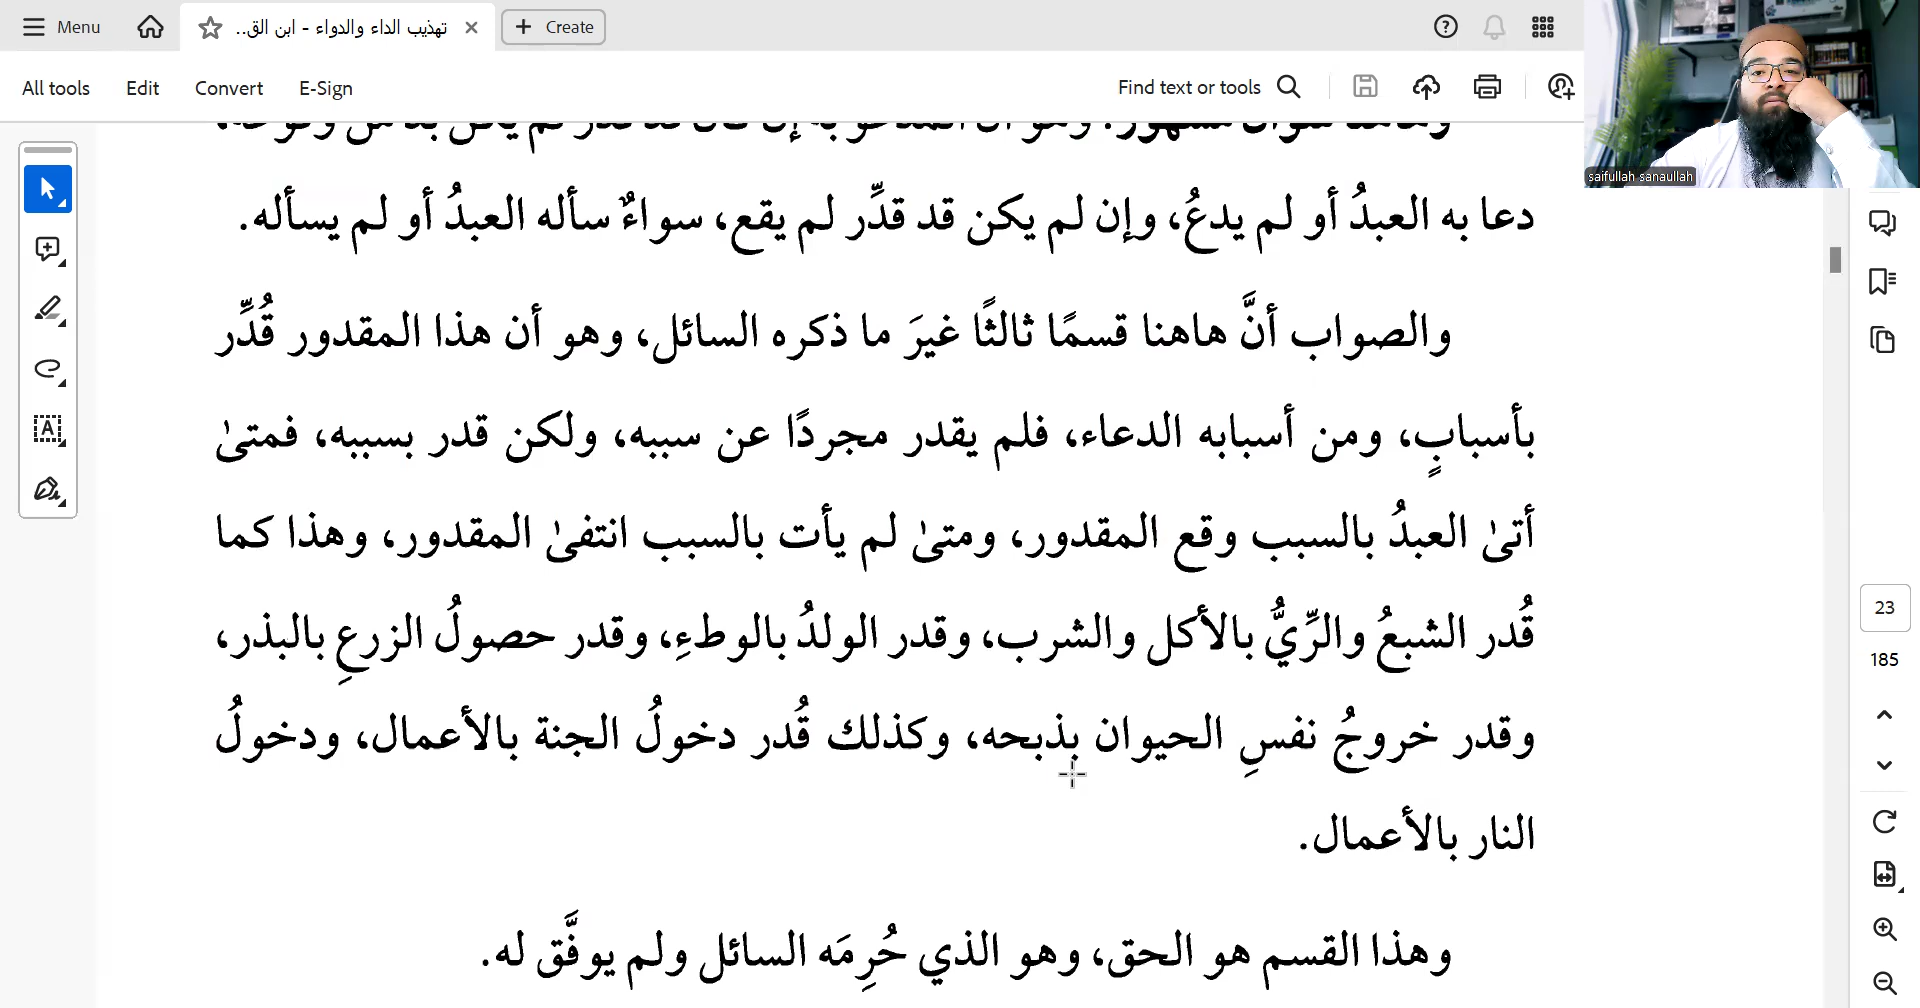 Menu
تهذيب الداء والدواء - ابن الق..
Create
All tools
Edit
Convert
E-Sign
Find text or tools
saifullah sanaullah
دعا به العبدُ أو لم يدعُ، وإن لم يكن قد قدِّر لم يقع، سواءٌ سأله العبدُ أو لم يسأله.
والصواب أنَّ هاهنا قسمًا ثالثًا غيرَ ما ذكره السائل، وهو أن هذا المقدور قُدِّر
بأسبابٍ، ومن أسبابه الدعاء، فلم يقدر مجردًا عن سببه، ولكن قدر بسببه، فمتىٰ
أتىٰ العبدُ بالسبب وقع المقدور، ومتىٰ لم يأت بالسبب انتفىٰ المقدور، وهذا كما
قُدر الشبعُ والرِّيُّ بالأكل والشرب، وقدر الولدُ بالوطءِ، وقدر حصولُ الزرعِ بالبذر،
وقدر خروجُ نفسِ الحيوان بذبحه، وكذلك قُدر دخولُ الجنة بالأعمال، ودخولُ
النار بالأعمال.
وهذا القسم هو الحق، وهو الذي حُرِمَه السائل ولم يوفَّق له.
23
185